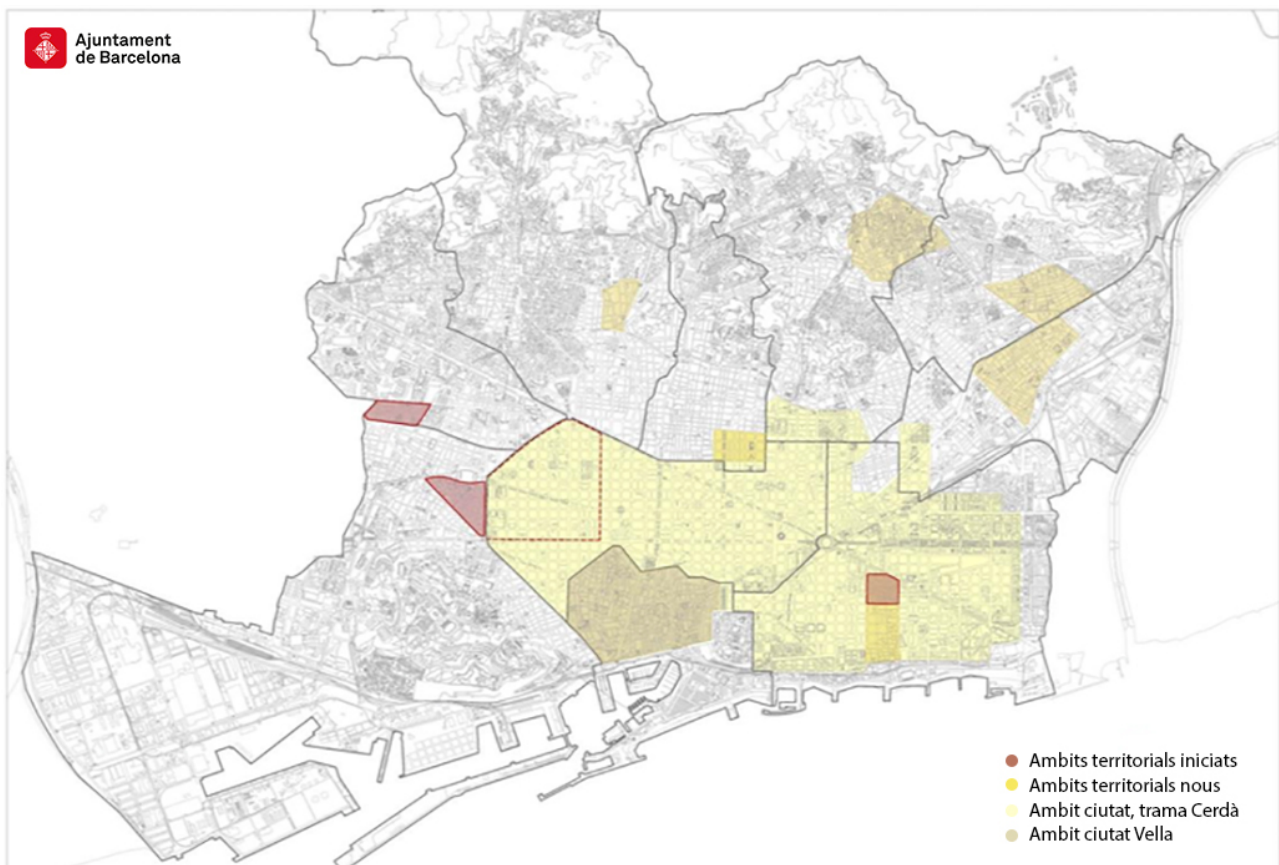 Ajuntament
de Barcelona
Ambits territorials iniciats
Ambits territorials nous
Ambit ciutat, trama Cerdà
Ambit ciutat Vella